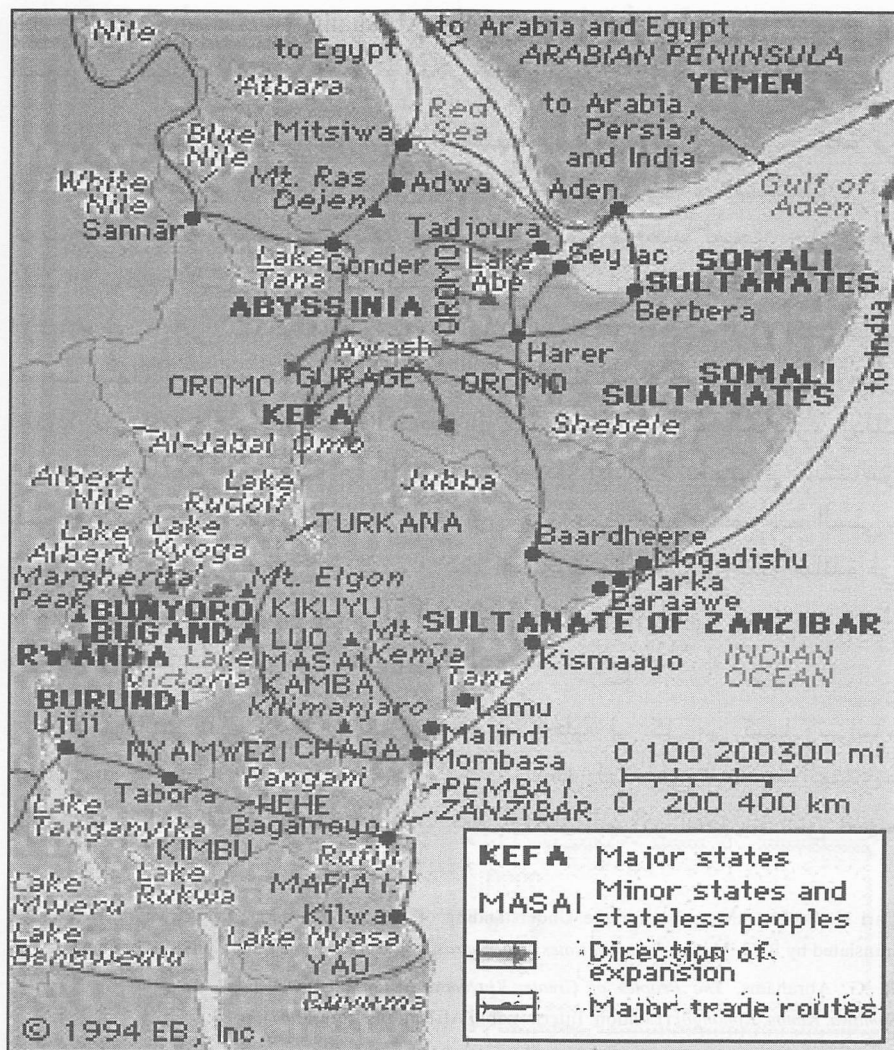 Nile
to Egypt
to Arabia and Egypt
ARABIAN PENINSULA
YEMEN
'Atbara
Red
Sea
to Arabia,
Persia,
and India
Blue
Nile
Mitsiwa
Mt. Ras
Dejen
Adwa
Aden
Gulf of
Aden
White
Nile
Sannār
Tadjoura
Lake
Tana
Gonder
Lake
Abe
Seylac
SOMALI
SULTANATES
OROMO
ABYSSINIA
Berbera
Awash
Harer
to India
OROMO
GURAGE
OROMO
SOMALI
SULTANATES
KEFA
Shebele
Al-Jabal
Omo
Albert
Nile
Lake
Rudolf
Jubba
Lake
Albert
Lake
Kyoga
TURKANA
Baardheere
Mogadishu
Margherita
Peak
Mt. Elgon
Marka
Baraawe
BUNYORO
KIKUYU
BUGANDA
LUO
Mt.
Kenya
SULTANATE OF ZANZIBAR
RWANDA
Lake
Victoria
MASAI
Kismaayo
INDIAN
OCEAN
KAMBA
Tana
BURUNDI
Kilimanjaro
Lamu
Ujiji
Malindi
NYAMWEZI
CHAGA
Mombasa
0 100 200 300 mi
Pangani
Tabora
PEMBA I.
0 200 400 km
Lake
Tanganyika
HEHE
ZANZIBAR
Bagamoyo
KIMBU
Rufiji
Lake
Rukwa
Lake
Mweru
MAFIA I.
Kilwa
Lake
Bangweulu
Lake Nyasa
YAO
Ruvuma
KEFA Major states
MASAI Minor states and
stateless peoples
Direction of
expansion
Major trade routes
© 1994 EB, Inc.